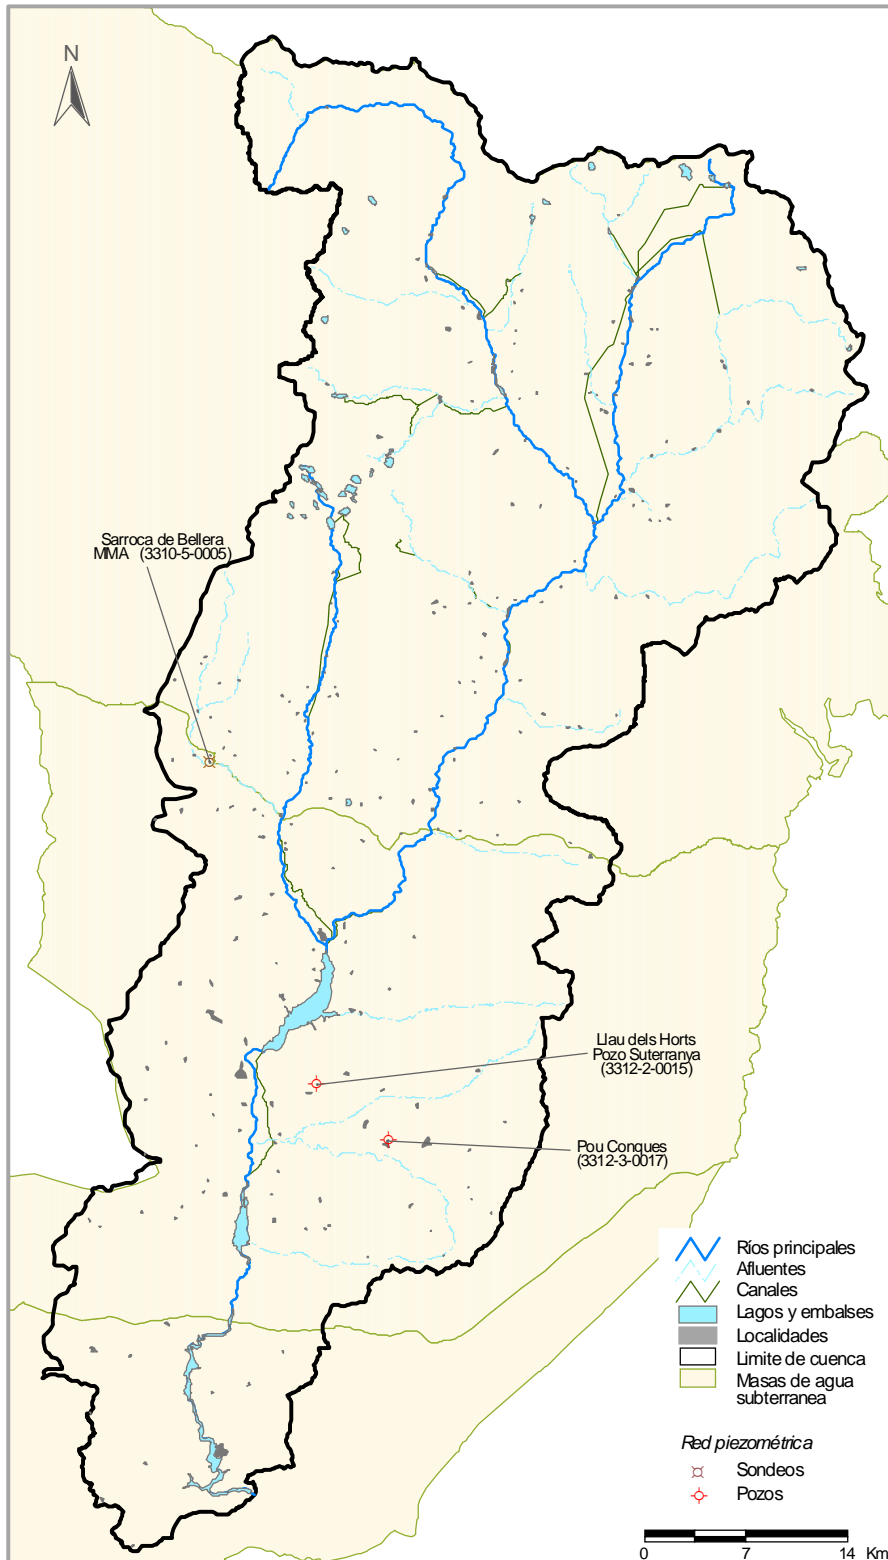 N
Sarroca de Bellera
MMA (3310-5-0005)
Llau dels Horts
Pozo Suterranya
(3312-2-0015)
Pou Conques
(3312-3-0017)
Ríos principales
Afluentes
Canales
Lagos y embalses
Localidades
Limite de cuenca
Masas de agua
subterranea
Red piezométrica
Sondeos
Pozos
0 7 14 Km